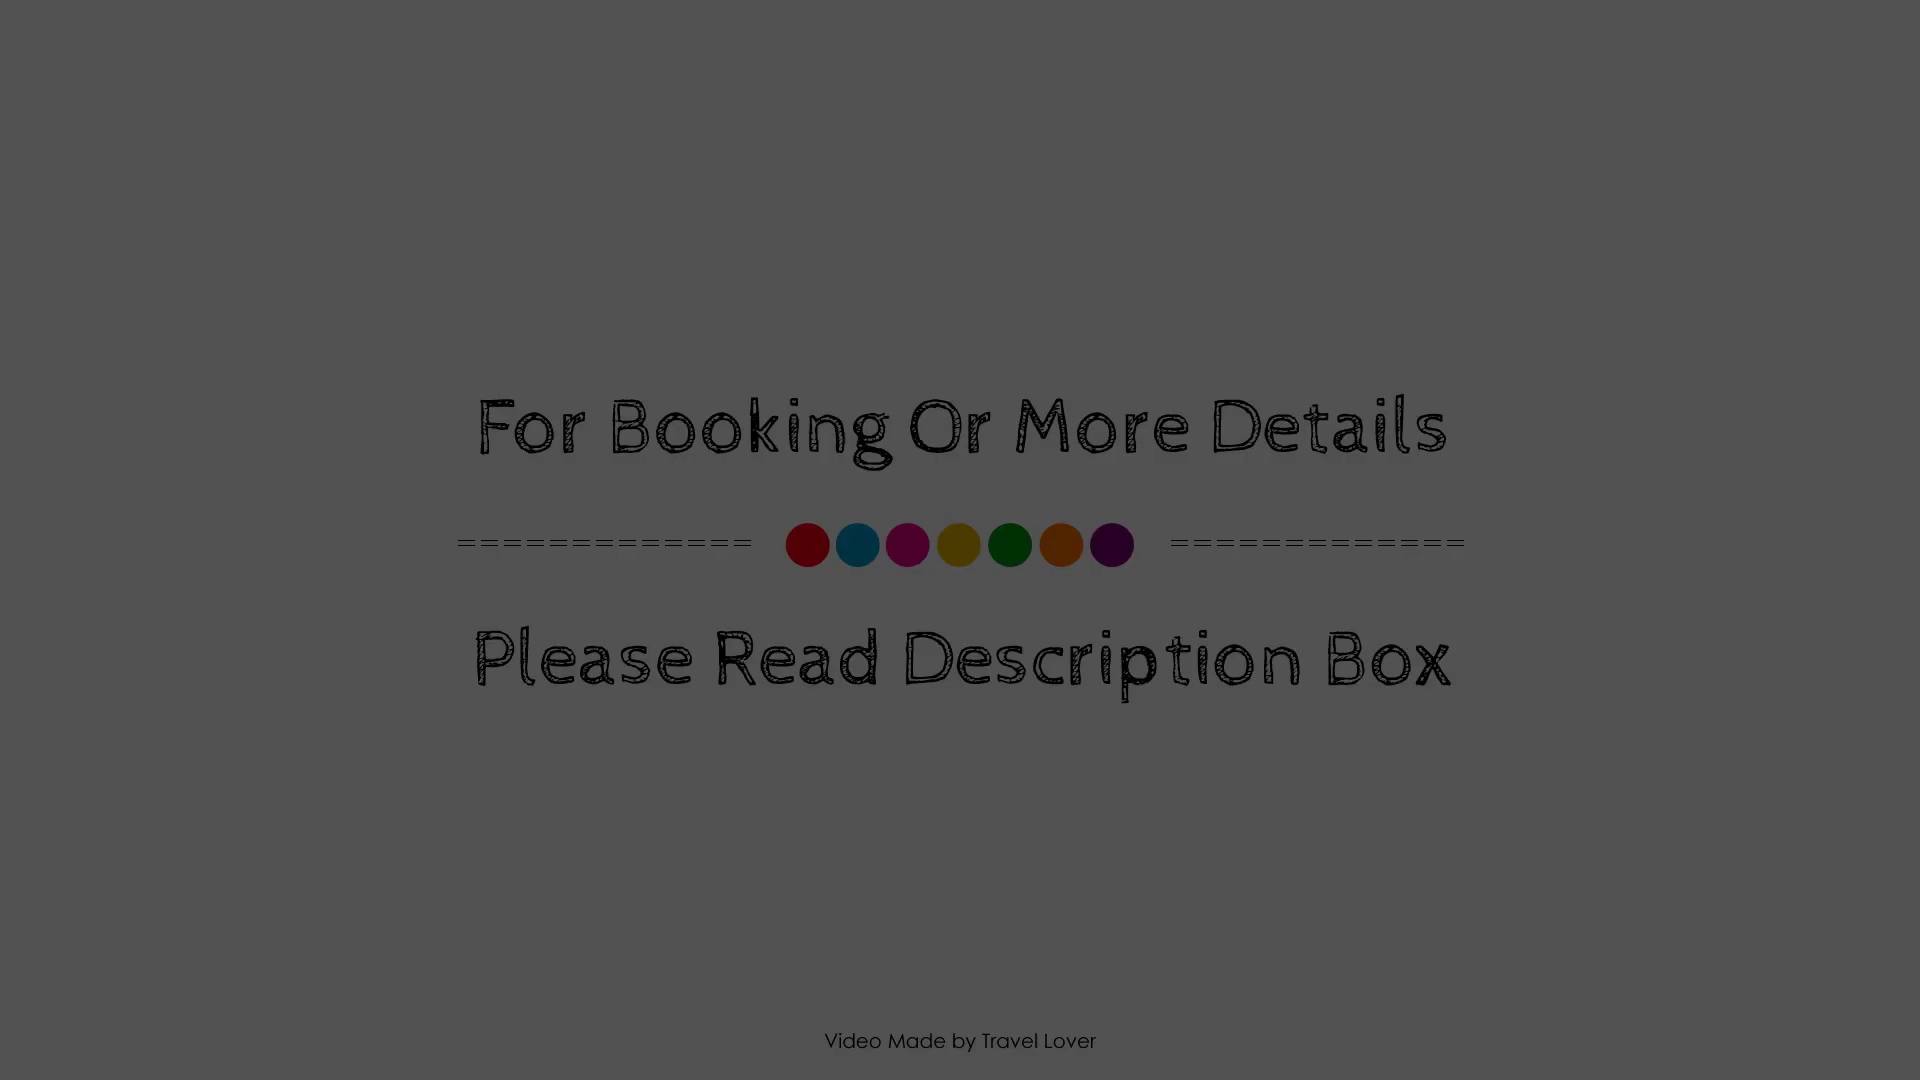 For Booking Or More Details
============= =============
Please Read Description Box
Video Made by Travel Lover